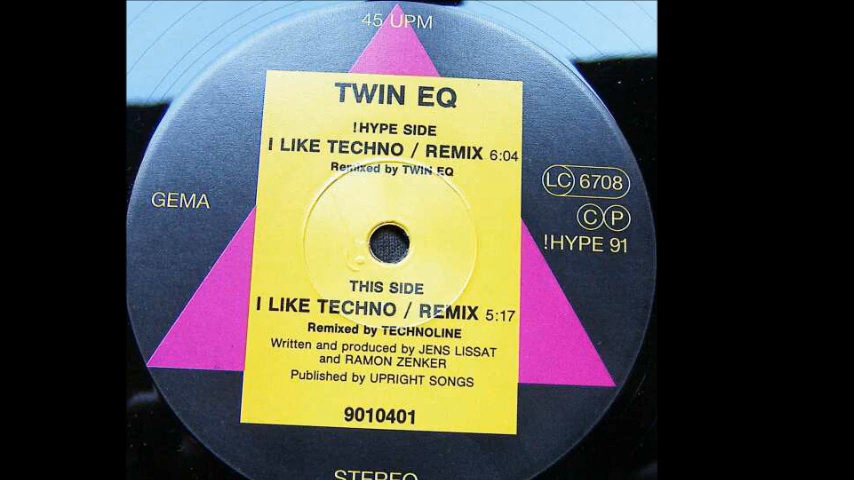 45 UPM
TWIN EQ
!HYPE SIDE
I LIKE TECHNO / REMIX 6:04
Remixed by TWIN EQ
LC 6708
GEMA
C P
!HYPE 91
THIS SIDE
I LIKE TECHNO / REMIX 5:17
Remixed by TECHNOLINE
Written and produced by JENS LISSAT
and RAMON ZENKER
Published by UPRIGHT SONGS
9010401
STEREO